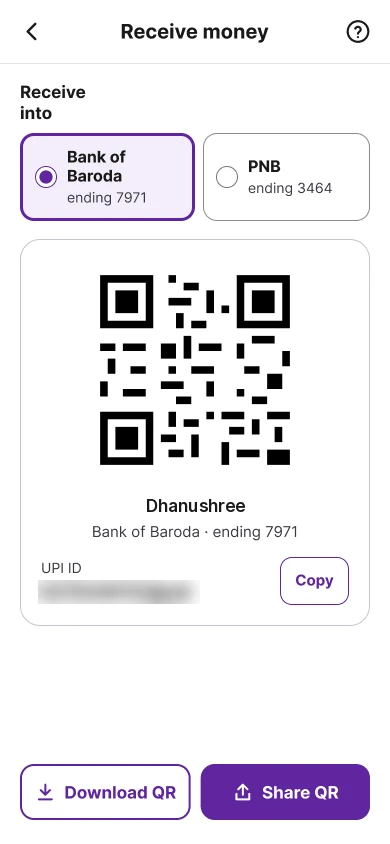 Receive money
Receive
into
Bank of
Baroda
ending 7971
PNB
ending 3464
Dhanushree
Bank of Baroda · ending 7971
UPI ID
Copy
Download QR
Share QR